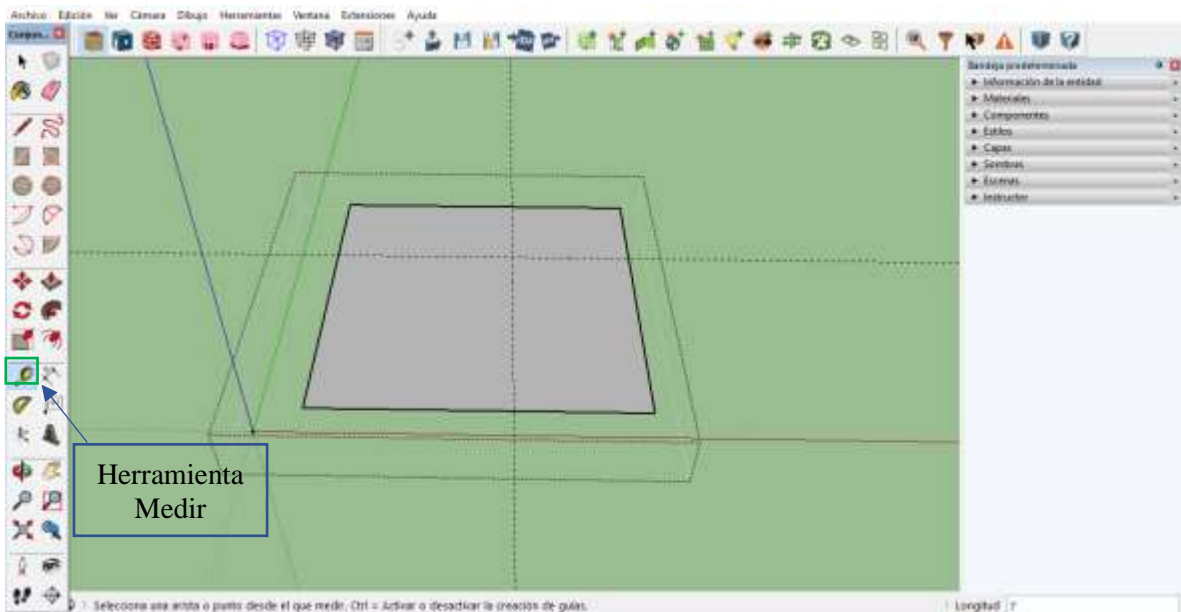 Archivo Edición Ver Cámara Dibujo Herramientas Ventana Extensiones Ayuda
Conjun...
Bandeja predeterminada
Información de la entidad
Materiales
Componentes
Estilos
Capas
Sombras
Escenas
Instructor
Herramienta
Medir
Selecciona una arista o punto desde el que medir. Ctrl = Activar o desactivar la creación de guías.
Longitud